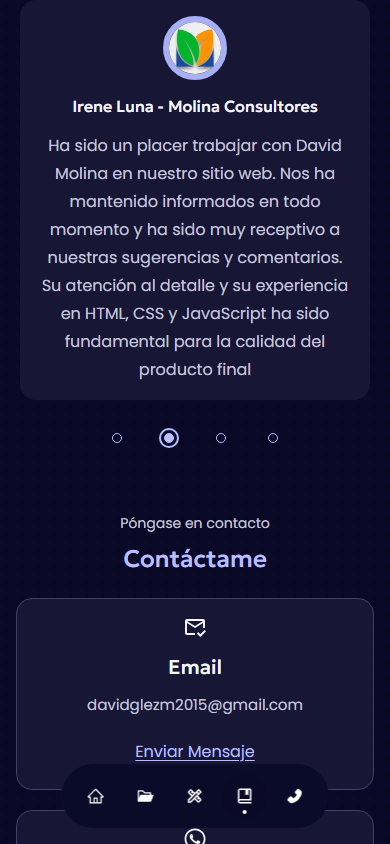 Irene Luna - Molina Consultores
Ha sido un placer trabajar con David
Molina en nuestro sitio web. Nos ha
mantenido informados en todo
momento y ha sido muy receptivo a
nuestras sugerencias y comentarios.
Su atención al detalle y su experiencia
en HTML, CSS y JavaScript ha sido
fundamental para la calidad del
producto final
Póngase en contacto
Contáctame
Email
davidglezm2015@gmail.com
Enviar Mensaje